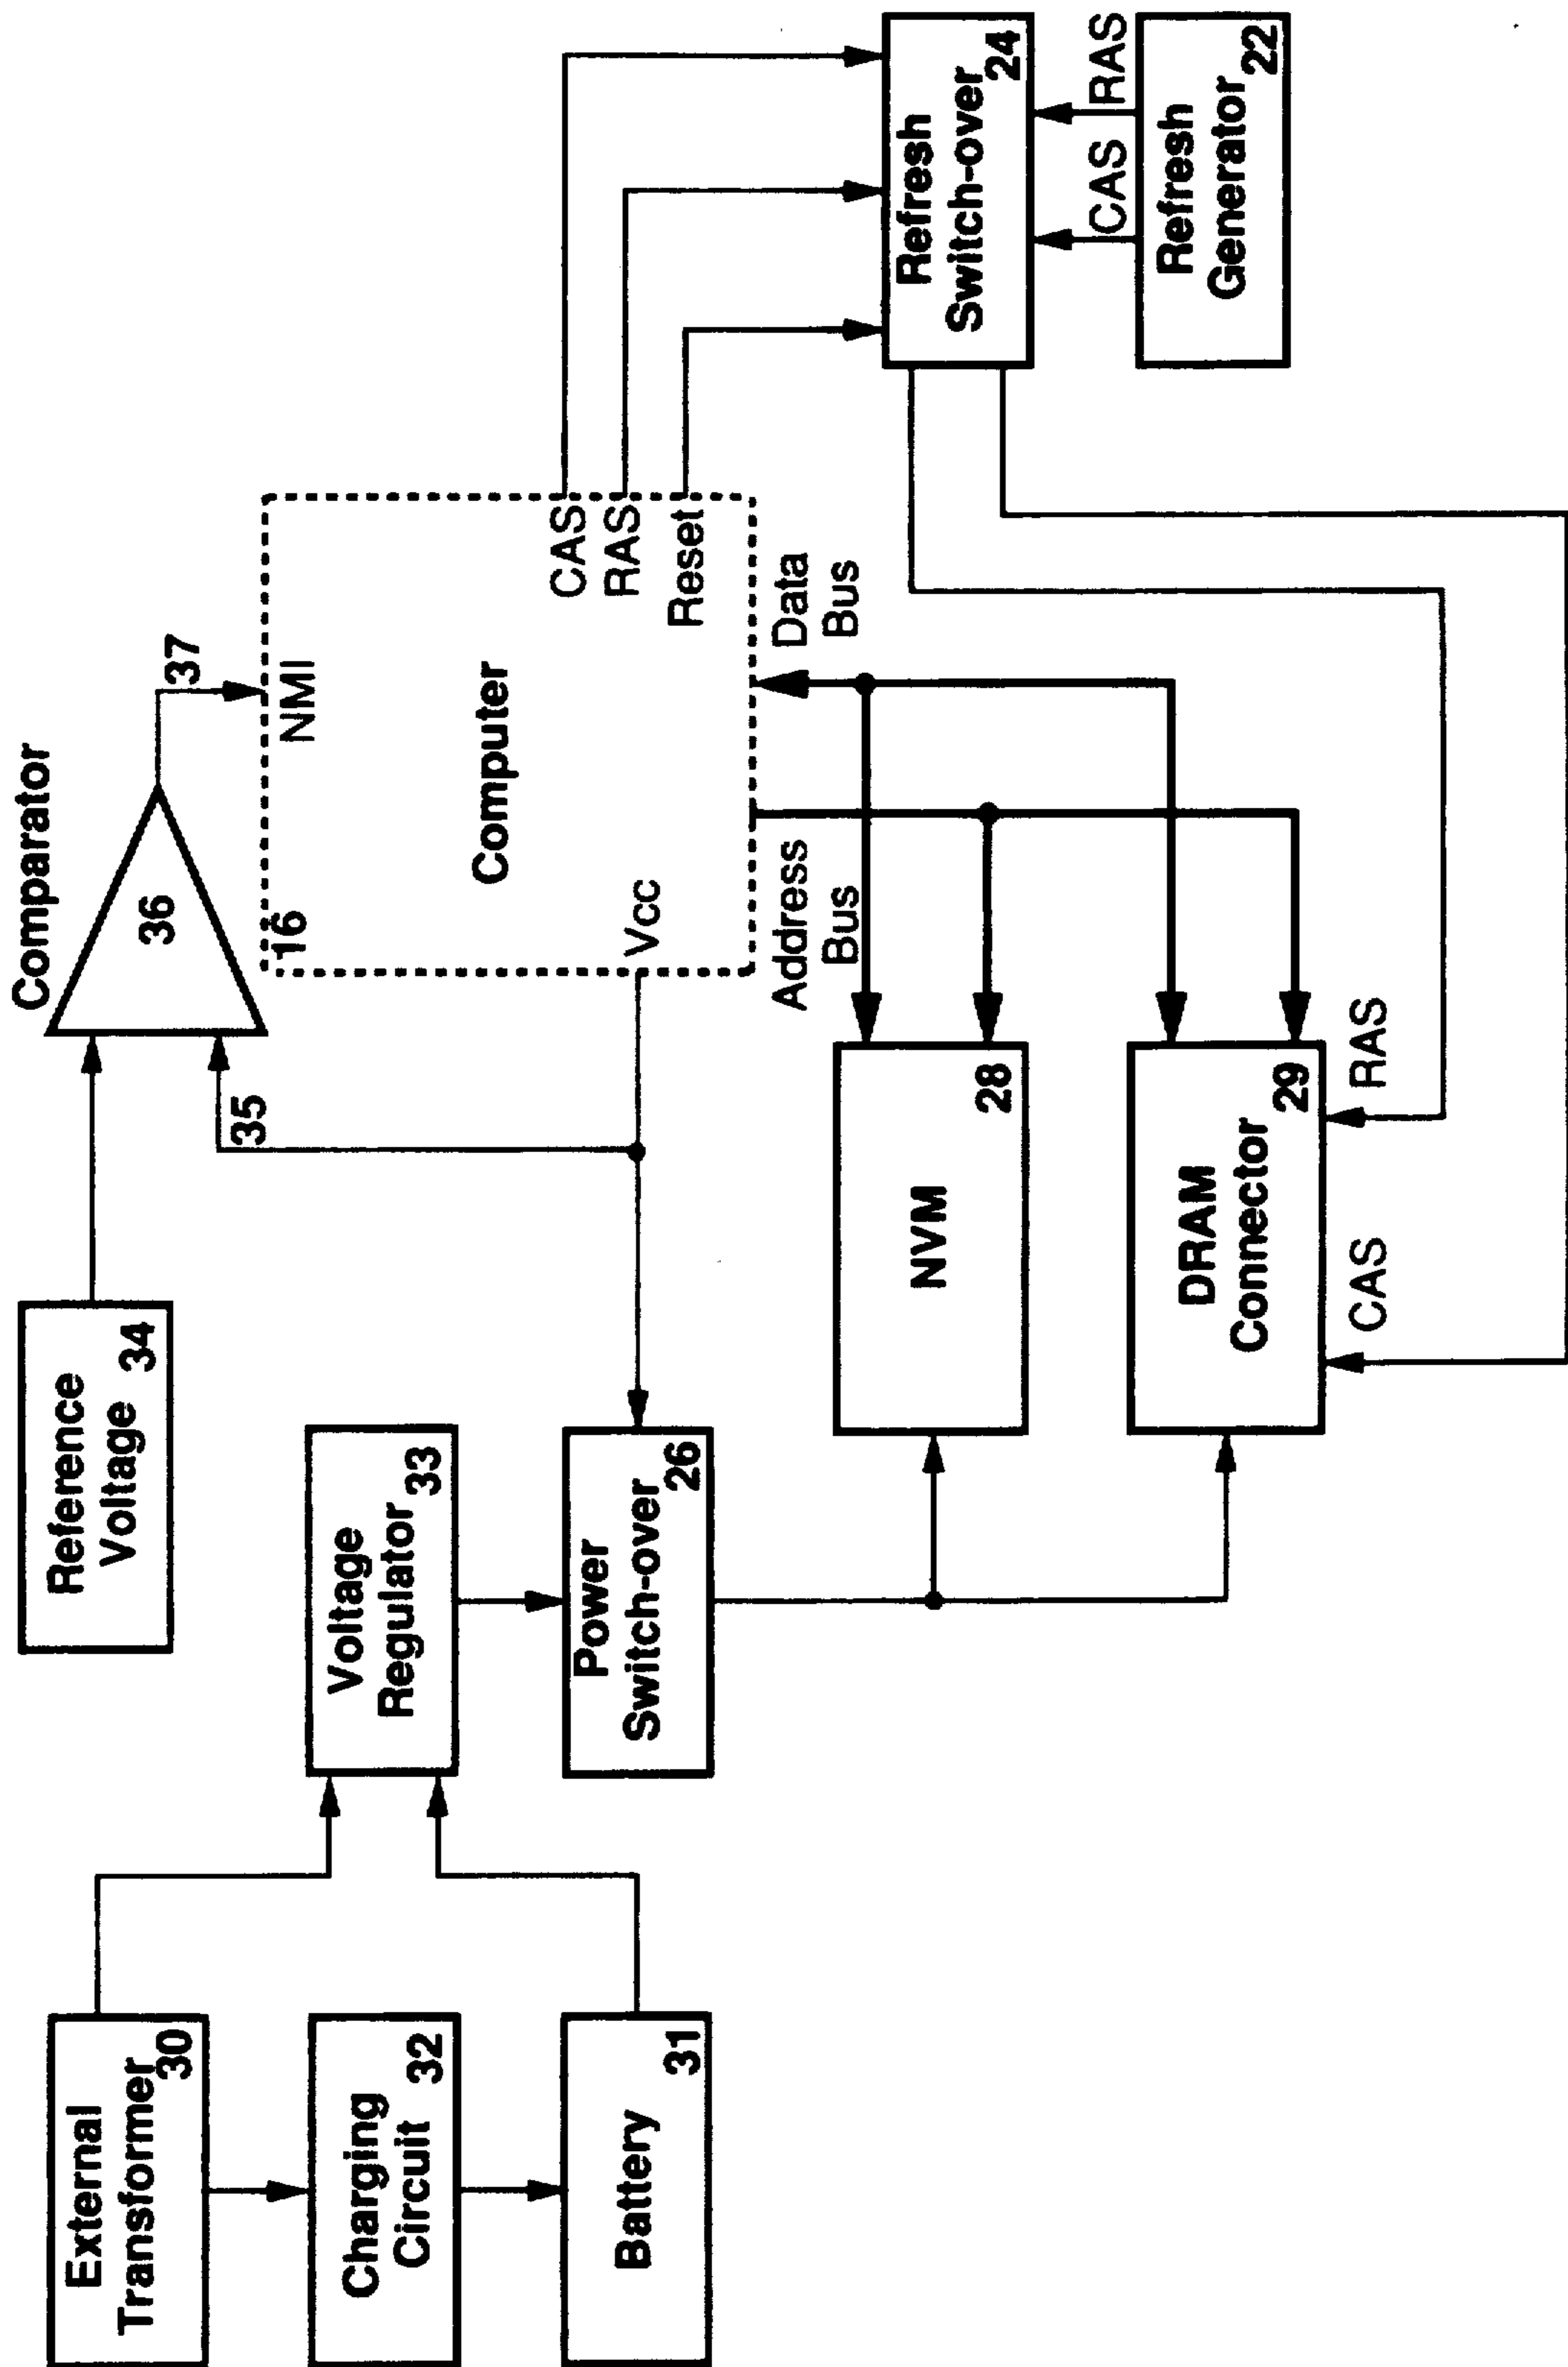 External
Transformer
30
Charging
Circuit
32
Battery
31
Reference
Voltage
34
Voltage
Regulator
33
Power
Switch-over
26
Comparator
36
35
37
16
NMI
Computer
Vcc
CAS
RAS
Reset
Address
Bus
Data
Bus
NVM
28
DRAM
Connector
29
CAS
RAS
Refresh
Switch-over
24
CAS
RAS
Refresh
Generator
22